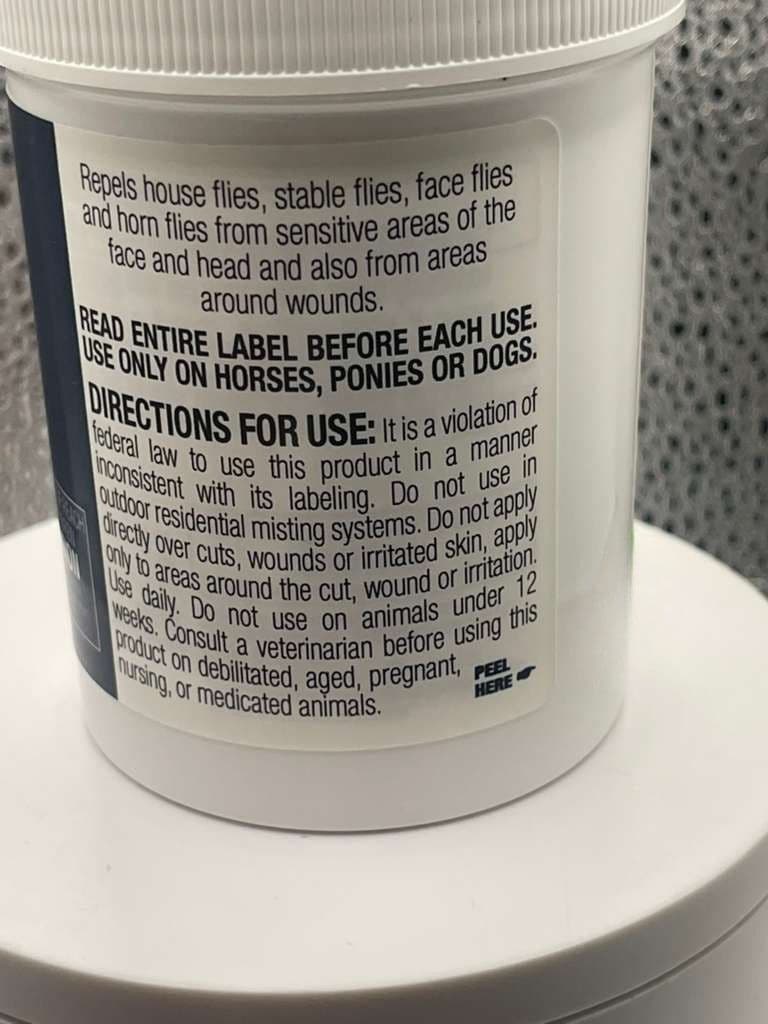 Repels house flies, stable flies, face flies
and horn flies from sensitive areas of the
face and head and also from areas
around wounds.
READ ENTIRE LABEL BEFORE EACH USE.
USE ONLY ON HORSES, PONIES OR DOGS.
DIRECTIONS FOR USE: It is a violation of
federal law to use this product in a manner
inconsistent with its labeling. Do not use in
outdoor residential misting systems. Do not apply
directly over cuts, wounds or irritated skin, apply
only to areas around the cut, wound or irritation.
Use daily. Do not use on animals under 12
weeks. Consult a veterinarian before using this
product on debilitated, aged, pregnant,
nursing, or medicated animals.
PEEL
HERE